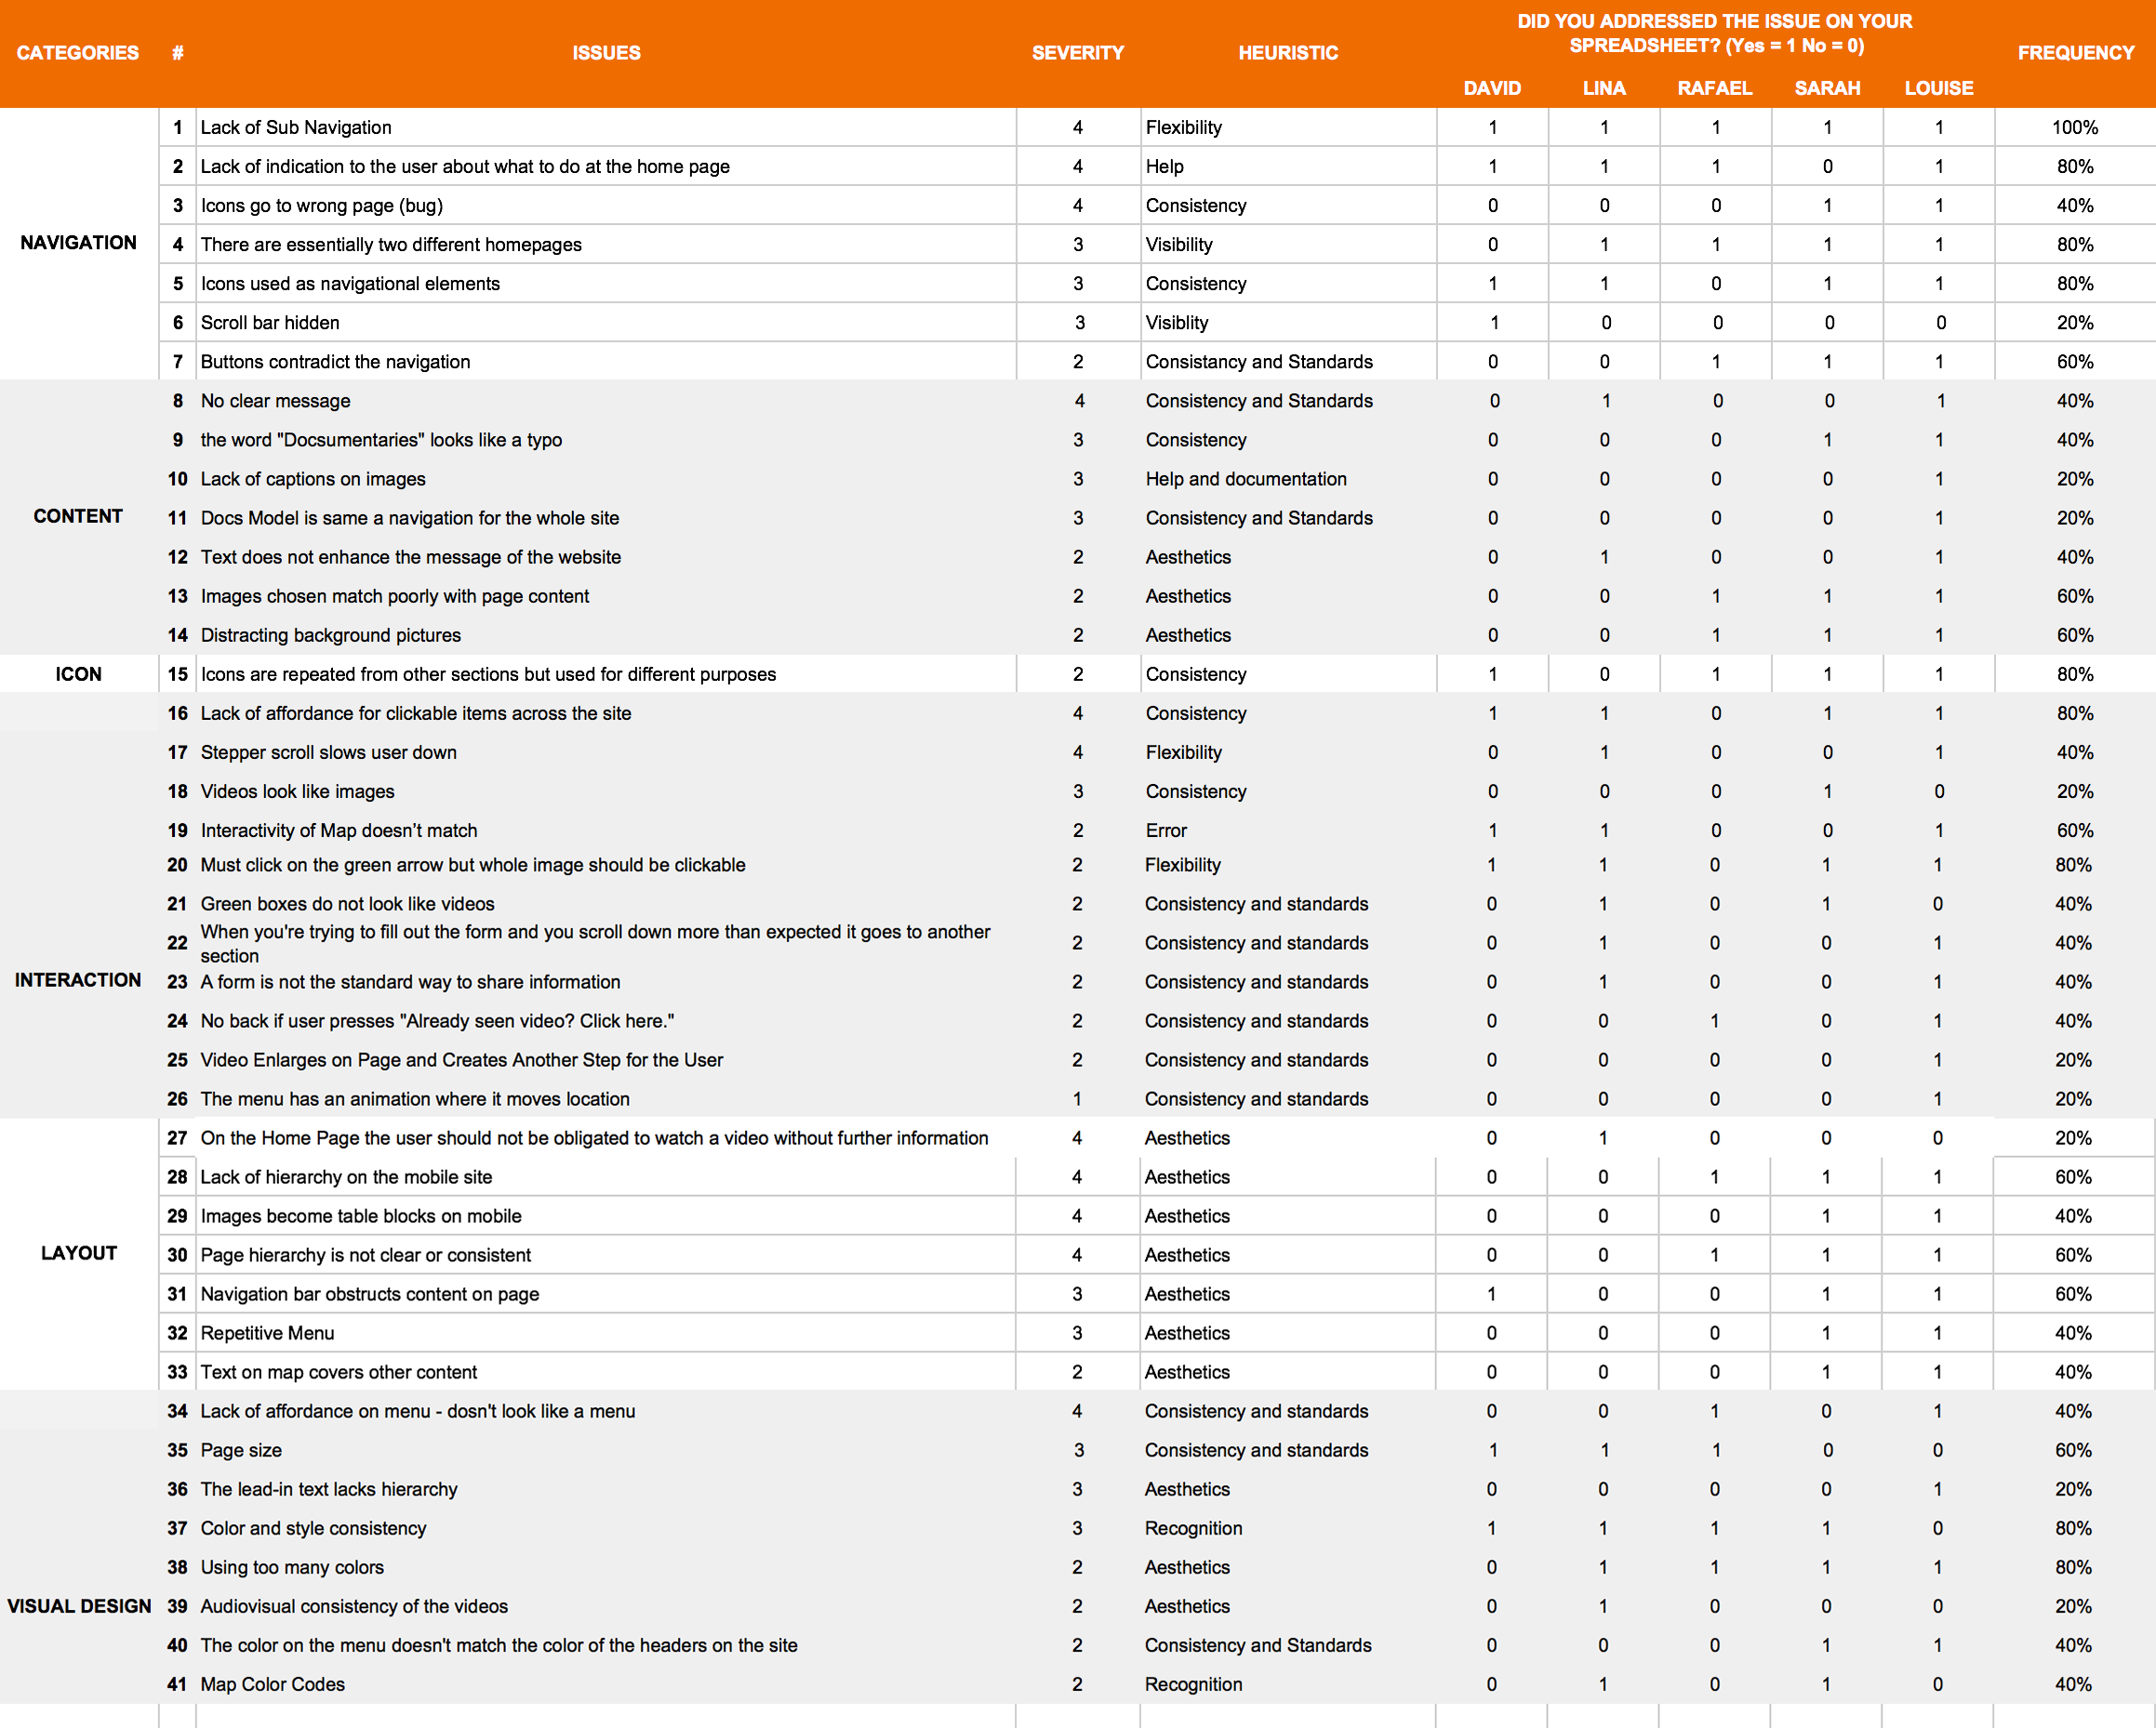 DID YOU ADDRESSED THE ISSUE ON YOUR
SPREADSHEET? (Yes = 1 No = 0)
CATEGORIES # ISSUES SEVERITY HEURISTIC FREQUENCY
DAVID LINA RAFAEL SARAH LOUISE
1 Lack of Sub Navigation 4 Flexibility 1 1 1 1 1 100%
2 Lack of indication to the user about what to do at the home page 4 Help 1 1 1 0 1 80%
3 Icons go to wrong page (bug) 4 Consistency 0 0 0 1 1 40%
NAVIGATION 4 There are essentially two different homepages 3 Visibility 0 1 1 1 1 80%
5 Icons used as navigational elements 3 Consistency 1 1 0 1 1 80%
6 Scroll bar hidden 3 Visiblity 1 0 0 0 0 20%
7 Buttons contradict the navigation 2 Consistancy and Standards 0 0 1 1 1 60%
8 No clear message 4 Consistency and Standards 0 1 0 0 1 40%
9 the word "Docsumentaries" looks like a typo 3 Consistency 0 0 0 1 1 40%
10 Lack of captions on images 3 Help and documentation 0 0 0 0 1 20%
CONTENT 11 Docs Model is same a navigation for the whole site 3 Consistency and Standards 0 0 0 0 1 20%
12 Text does not enhance the message of the website 2 Aesthetics 0 1 0 0 1 40%
13 Images chosen match poorly with page content 2 Aesthetics 0 0 1 1 1 60%
14 Distracting background pictures 2 Aesthetics 0 0 1 1 1 60%
ICON 15 Icons are repeated from other sections but used for different purposes 2 Consistency 1 0 1 1 1 80%
16 Lack of affordance for clickable items across the site 4 Consistency 1 1 0 1 1 80%
17 Stepper scroll slows user down 4 Flexibility 0 1 0 0 1 40%
18 Videos look like images 3 Consistency 0 0 0 1 0 20%
19 Interactivity of Map doesn't match 2 Error 1 1 0 0 1 60%
20 Must click on the green arrow but whole image should be clickable 2 Flexibility 1 1 0 1 1 80%
21 Green boxes do not look like videos 2 Consistency and standards 0 1 0 1 0 40%
22 When you're trying to fill out the form and you scroll down more than expected it goes to another
section 2 Consistency and standards 0 1 0 0 1 40%
INTERACTION 23 A form is not the standard way to share information 2 Consistency and standards 0 1 0 0 1 40%
24 No back if user presses "Already seen video? Click here." 2 Consistency and standards 0 0 1 0 1 40%
25 Video Enlarges on Page and Creates Another Step for the User 2 Consistency and standards 0 0 0 0 1 20%
26 The menu has an animation where it moves location 1 Consistency and standards 0 0 0 0 1 20%
27 On the Home Page the user should not be obligated to watch a video without further information 4 Aesthetics 0 1 0 0 0 20%
28 Lack of hierarchy on the mobile site 4 Aesthetics 0 0 1 1 1 60%
29 Images become table blocks on mobile 4 Aesthetics 0 0 0 1 1 40%
LAYOUT 30 Page hierarchy is not clear or consistent 4 Aesthetics 0 0 1 1 1 60%
31 Navigation bar obstructs content on page 3 Aesthetics 1 0 0 1 1 60%
32 Repetitive Menu 3 Aesthetics 0 0 0 1 1 40%
33 Text on map covers other content 2 Aesthetics 0 0 0 1 1 40%
34 Lack of affordance on menu - dosn't look like a menu 4 Consistency and standards 0 0 1 0 1 40%
35 Page size 3 Consistency and standards 1 1 1 0 0 60%
36 The lead-in text lacks hierarchy 3 Aesthetics 0 0 0 0 1 20%
37 Color and style consistency 3 Recognition 1 1 1 1 0 80%
38 Using too many colors 2 Aesthetics 0 1 1 1 1 80%
VISUAL DESIGN 39 Audiovisual consistency of the videos 2 Aesthetics 0 1 0 0 0 20%
40 The color on the menu doesn't match the color of the headers on the site 2 Consistency and Standards 0 0 0 1 1 40%
41 Map Color Codes 2 Recognition 0 1 0 1 0 40%